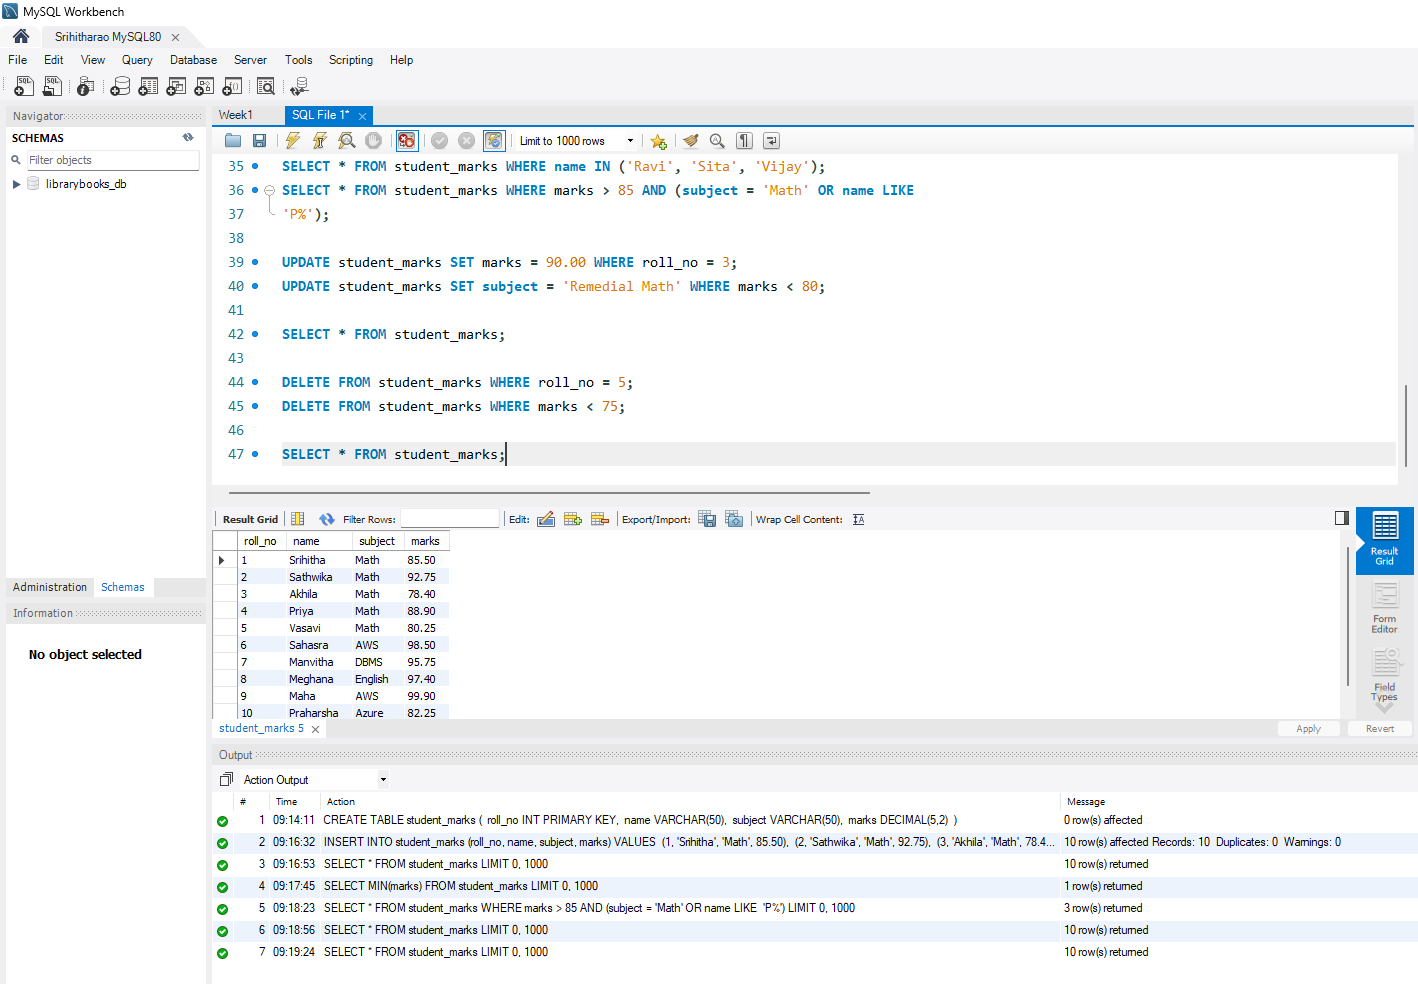 MySQL Workbench
Srihitharao MySQL80
File Edit View Query Database Server Tools Scripting Help
Navigator
SCHEMAS
Filter objects
librarybooks_db
Administration Schemas
Information
No object selected
Week1 SQL File 1*
Limit to 1000 rows
35 SELECT * FROM student_marks WHERE name IN ('Ravi', 'Sita', 'Vijay');
36 SELECT * FROM student_marks WHERE marks > 85 AND (subject = 'Math' OR name LIKE
37 'P%');
38
39 UPDATE student_marks SET marks = 90.00 WHERE roll_no = 3;
40 UPDATE student_marks SET subject = 'Remedial Math' WHERE marks < 80;
41
42 SELECT * FROM student_marks;
43
44 DELETE FROM student_marks WHERE roll_no = 5;
45 DELETE FROM student_marks WHERE marks < 75;
46
47 SELECT * FROM student_marks;
Result Grid Filter Rows: Edit: Export/Import: Wrap Cell Content:
roll_no name subject marks
1 Srihitha Math 85.50
2 Sathwika Math 92.75
3 Akhila Math 78.40
4 Priya Math 88.90
5 Vasavi Math 80.25
6 Sahasra AWS 98.50
7 Manvitha DBMS 95.75
8 Meghana English 97.40
9 Maha AWS 99.90
10 Praharsha Azure 82.25
Result
Grid
Form
Editor
Field
Types
student_marks 5
Apply Revert
Output
Action Output
# Time Action Message
1 09:14:11 CREATE TABLE student_marks ( roll_no INT PRIMARY KEY, name VARCHAR(50), subject VARCHAR(50), marks DECIMAL(5,2) ) 0 row(s) affected
2 09:16:32 INSERT INTO student_marks (roll_no, name, subject, marks) VALUES (1, 'Srihitha', 'Math', 85.50), (2, 'Sathwika', 'Math', 92.75), (3, 'Akhila', 'Math', 78.4... 10 row(s) affected Records: 10 Duplicates: 0 Warnings: 0
3 09:16:53 SELECT * FROM student_marks LIMIT 0, 1000 10 row(s) returned
4 09:17:45 SELECT MIN(marks) FROM student_marks LIMIT 0, 1000 1 row(s) returned
5 09:18:23 SELECT * FROM student_marks WHERE marks > 85 AND (subject = 'Math' OR name LIKE 'P%') LIMIT 0, 1000 3 row(s) returned
6 09:18:56 SELECT * FROM student_marks LIMIT 0, 1000 10 row(s) returned
7 09:19:24 SELECT * FROM student_marks LIMIT 0, 1000 10 row(s) returned